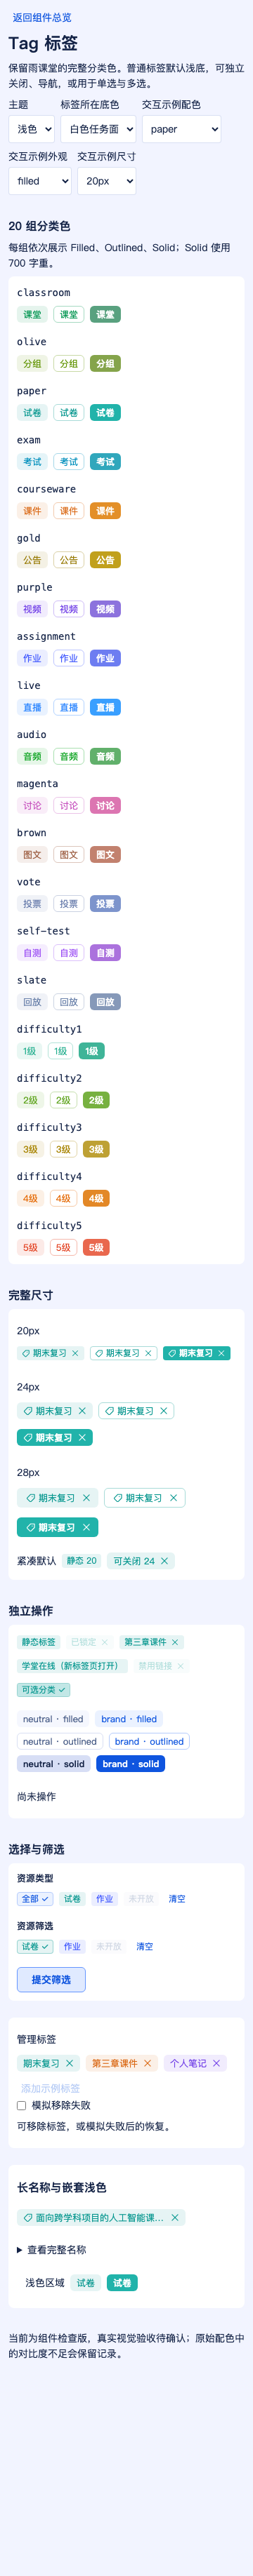 返回组件总览
Tag 标签
保留雨课堂的完整分类色。普通标签默认浅底，可独立
关闭、导航，或用于单选与多选。
主题 标签所在底色 交互示例配色
浅色 白色任务面 paper
交互示例外观 交互示例尺寸
filled 20px
20 组分类色
每组依次展示 Filled、Outlined、Solid；Solid 使用
700 字重。
classroom
课堂 课堂 课堂
olive
分组 分组 分组
paper
试卷 试卷 试卷
exam
考试 考试 考试
courseware
课件 课件 课件
gold
公告 公告 公告
purple
视频 视频 视频
assignment
作业 作业 作业
live
直播 直播 直播
audio
音频 音频 音频
magenta
讨论 讨论 讨论
brown
图文 图文 图文
vote
投票 投票 投票
self-test
自测 自测 自测
slate
回放 回放 回放
difficulty1
1级 1级 1级
difficulty2
2级 2级 2级
difficulty3
3级 3级 3级
difficulty4
4级 4级 4级
difficulty5
5级 5级 5级
完整尺寸
20px
期末复习 期末复习 期末复习
24px
期末复习 期末复习
期末复习
28px
期末复习 期末复习
期末复习
紧凑默认 静态 20 可关闭 24
独立操作
静态标签 已锁定 第三章课件
学堂在线（新标签页打开） 禁用链接
可选分类
neutral · filled brand · filled
neutral · outlined brand · outlined
neutral · solid brand · solid
尚未操作
选择与筛选
资源类型
全部 试卷 作业 未开放 清空
资源筛选
试卷 作业 未开放 清空
提交筛选
管理标签
期末复习 第三章课件 个人笔记
添加示例标签
模拟移除失败
可移除标签，或模拟失败后的恢复。
长名称与嵌套浅色
面向跨学科项目的人工智能课...
查看完整名称
浅色区域 试卷 试卷
当前为组件检查版，真实视觉验收待确认；原始配色中
的对比度不足会保留记录。